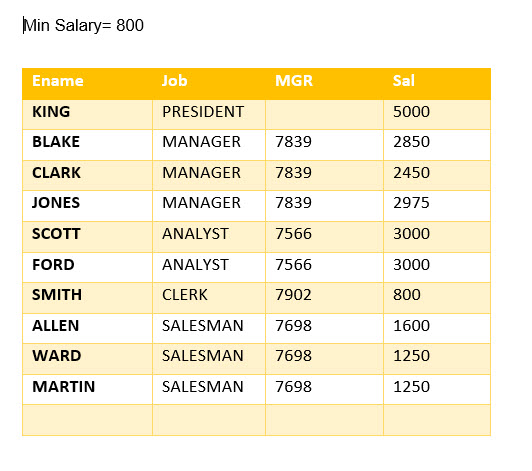 Min Salary= 800
Ename Job MGR Sal
KING PRESIDENT 5000
BLAKE MANAGER 7839 2850
CLARK MANAGER 7839 2450
JONES MANAGER 7839 2975
SCOTT ANALYST 7566 3000
FORD ANALYST 7566 3000
SMITH CLERK 7902 800
ALLEN SALESMAN 7698 1600
WARD SALESMAN 7698 1250
MARTIN SALESMAN 7698 1250